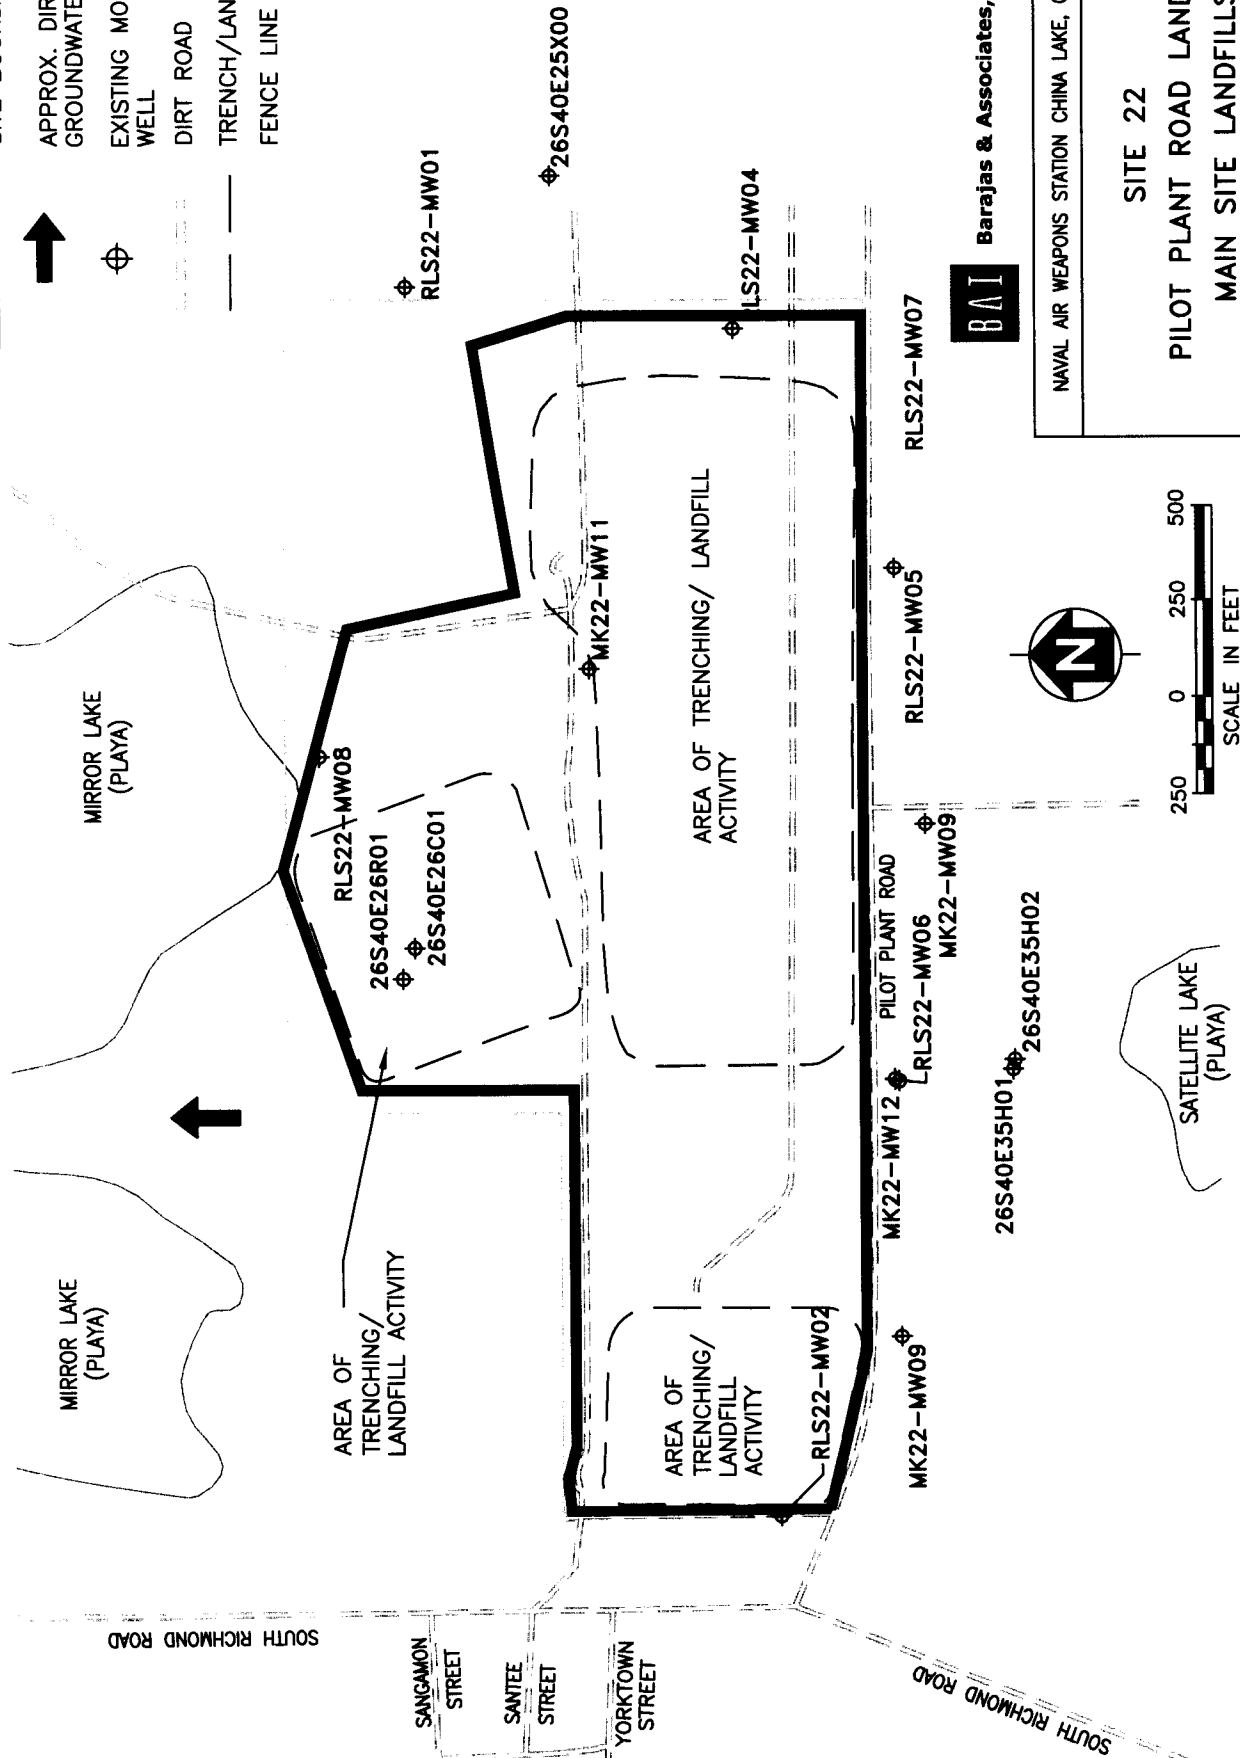 APPROX. DIR
GROUNDWATE
EXISTING MO
WELL
DIRT ROAD
TRENCH/LAN
FENCE LINE
MIRROR LAKE
(PLAYA)
MIRROR LAKE
(PLAYA)
RLS22-MW01
26S40E25X00
LS22-MW04
RLS22-MW07
RLS22-MW08
26S40E26R01
26S40E26C01
MK22-MW11
AREA OF
TRENCHING/
LANDFILL ACTIVITY
AREA OF TRENCHING/ LANDFILL
ACTIVITY
AREA OF
TRENCHING/
LANDFILL
ACTIVITY
RLS22-MW02
SOUTH RICHMOND ROAD
SANGAMON
STREET
SANTEE
STREET
YORKTOWN
STREET
SOUTH RICHMOND ROAD
MK22-MW09
MK22-MW12
PILOT PLANT ROAD
RLS22-MW06
MK22-MW09
RLS22-MW05
26S40E35H01
26S40E35H02
SATELLITE LAKE
(PLAYA)
N
250 0 250 500
SCALE IN FEET
BAI
Barajas & Associates,
NAVAL AIR WEAPONS STATION CHINA LAKE, C
SITE 22
PILOT PLANT ROAD LAND
MAIN SITE LANDFILLS